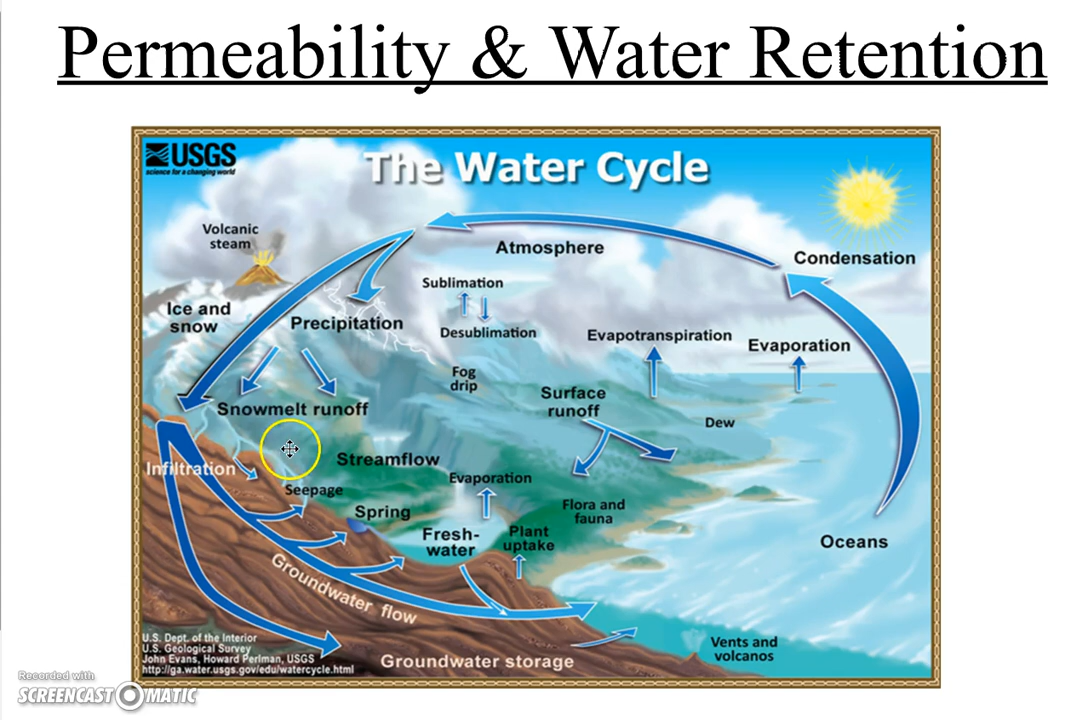 Permeability & Water Retention
USGS
science for a changing world
The Water Cycle
Volcanic
steam
Atmosphere
Condensation
Sublimation
Ice and
snow
Precipitation
Desublimation
Evapotranspiration
Evaporation
Fog
drip
Surface
runoff
Snowmelt runoff
Dew
Infiltration
Streamflow
Evaporation
Seepage
Spring
Flora and
fauna
Fresh-
water
Plant
uptake
Oceans
Groundwater flow
U.S. Dept. of the Interior
U.S. Geological Survey
John Evans, Howard Perlman, USGS
http://ga.water.usgs.gov/edu/watercycle.html
Groundwater storage
Vents and
volcanos
Recorded with
SCREENCAST-O-MATIC